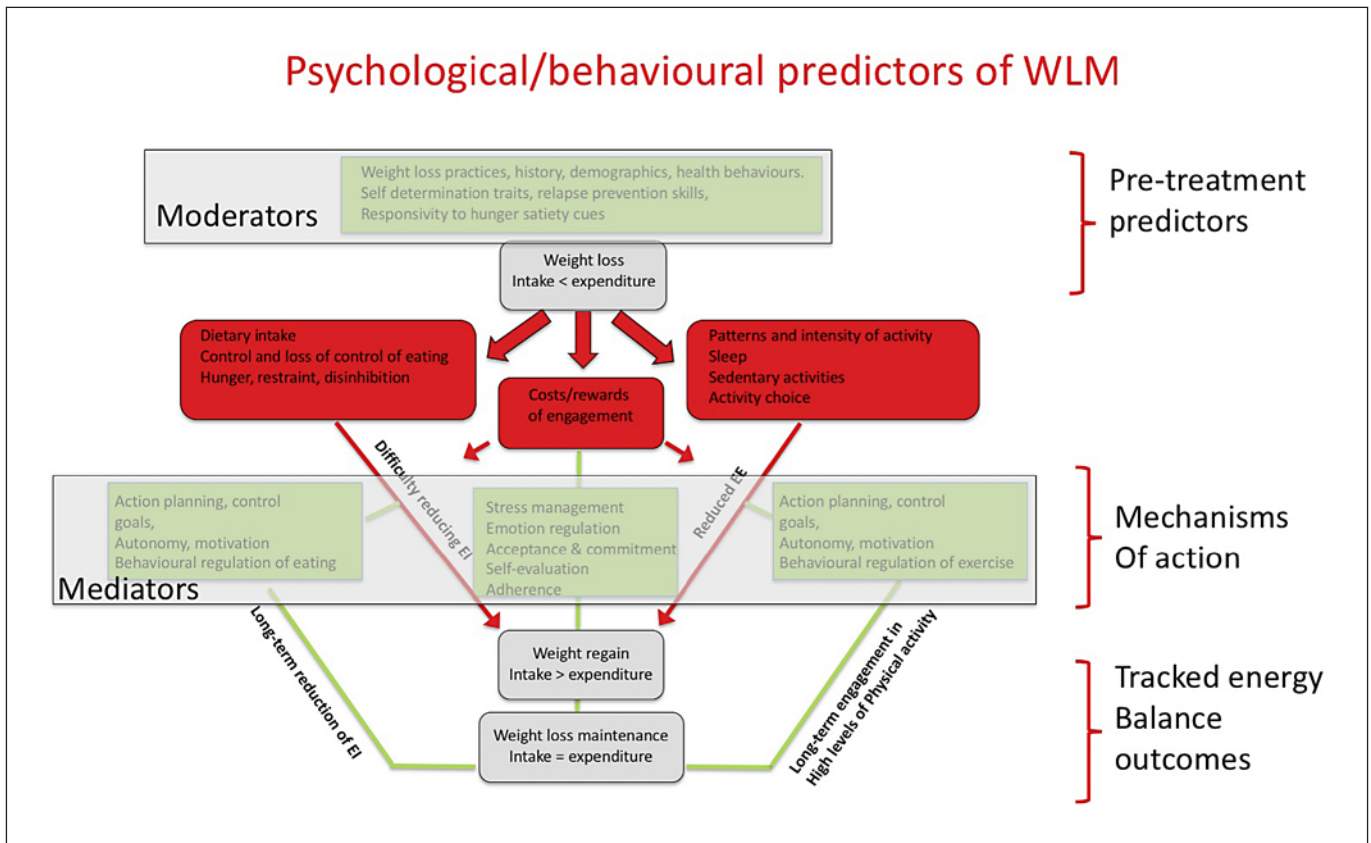 Psychological/behavioural predictors of WLM
Weight loss practices, history, demographics, health behaviours.
Self determination traits, relapse prevention skills,
Responsivity to hunger satiety cues
Moderators
Pre-treatment
predictors
Weight loss
Intake < expenditure
Dietary intake
Control and loss of control of eating
Hunger, restraint, disinhibition
Costs/rewards
of engagement
Patterns and intensity of activity
Sleep
Sedentary activities
Activity choice
Difficulty reducing EI
Reduced EE
Action planning, control
goals,
Autonomy, motivation
Behavioural regulation of eating
Stress management
Emotion regulation
Acceptance & commitment
Self-evaluation
Adherence
Action planning, control
goals,
Autonomy, motivation
Behavioural regulation of exercise
Mediators
Mechanisms
Of action
Long-term reduction of EI
Weight regain
Intake > expenditure
Weight loss maintenance
Intake = expenditure
Long-term engagement in
High levels of Physical activity
Tracked energy
Balance
outcomes